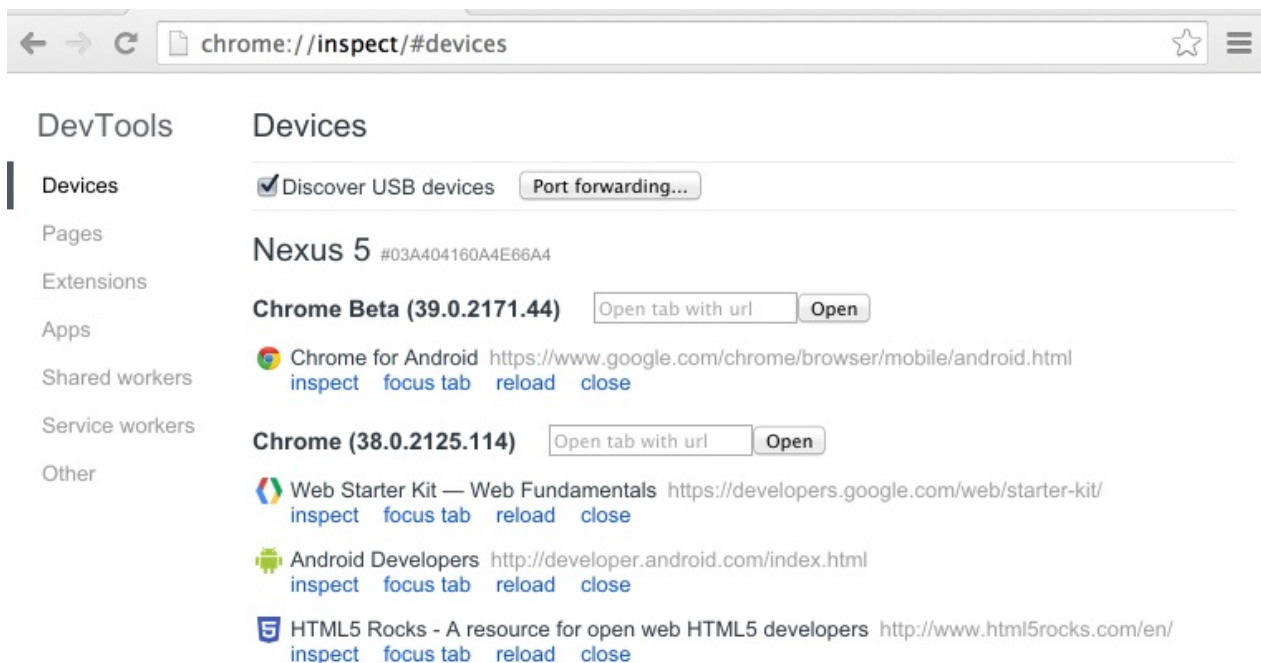 chrome://inspect/#devices
DevTools
Devices
Pages
Extensions
Apps
Shared workers
Service workers
Other
Devices
Discover USB devices Port forwarding...
Nexus 5 #03A404160A4E66A4
Chrome Beta (39.0.2171.44) Open tab with url Open
Chrome for Android https://www.google.com/chrome/browser/mobile/android.html
inspect focus tab reload close
Chrome (38.0.2125.114) Open tab with url Open
Web Starter Kit — Web Fundamentals https://developers.google.com/web/starter-kit/
inspect focus tab reload close
Android Developers http://developer.android.com/index.html
inspect focus tab reload close
HTML5 Rocks - A resource for open web HTML5 developers http://www.html5rocks.com/en/
inspect focus tab reload close